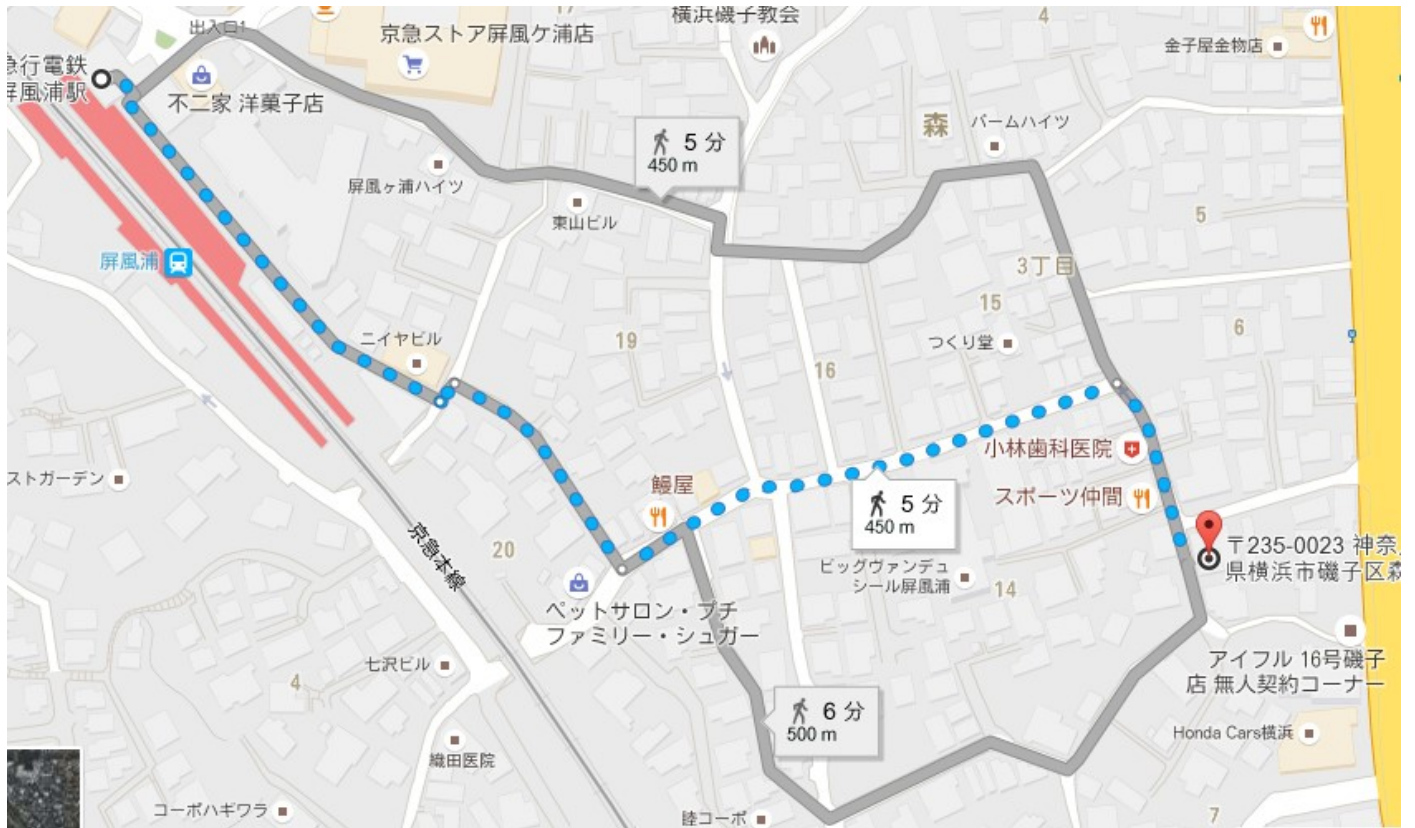 出入口1
17
京急ストア屏風ケ浦店
横浜磯子教会
4
金子屋金物店
急行電鉄
屏風浦駅
不二家 洋菓子店
5 分
450 m
森
バームハイツ
屏風ヶ浦ハイツ
東山ビル
5
屏風浦
3丁目
15
6
ニイヤビル
19
16
つくり堂
小林歯科医院
ストガーデン
鰻屋
5 分
450 m
スポーツ仲間
京急本線
20
〒235-0023 神奈
県横浜市磯子区森
ビッグヴァンデュ
シール屏風浦
14
ペットサロン・プチ
ファミリー・シュガー
七沢ビル
4
アイフル 16号磯子
店 無人契約コーナー
6 分
500 m
Honda Cars横浜
織田医院
コーポハギワラ
睦コーポ
7